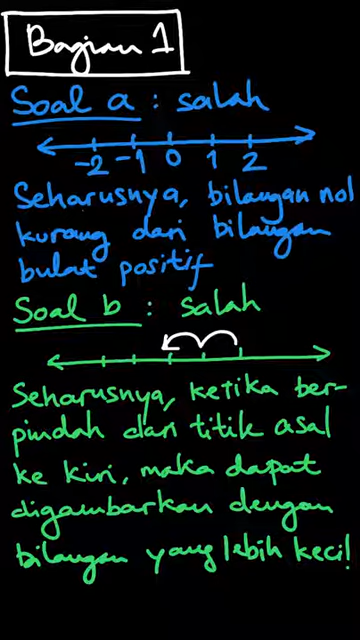 Bagian 1
Soal a : salah
-2 -1 0 1 2
Seharusnya, bilangan nol
kurang dari bilangan
bulat positif
Soal b : salah
Seharusnya, ketika ber-
pindah dari titik asal
ke kiri, maka dapat
digambarkan dengan
bilangan yang lebih kecil